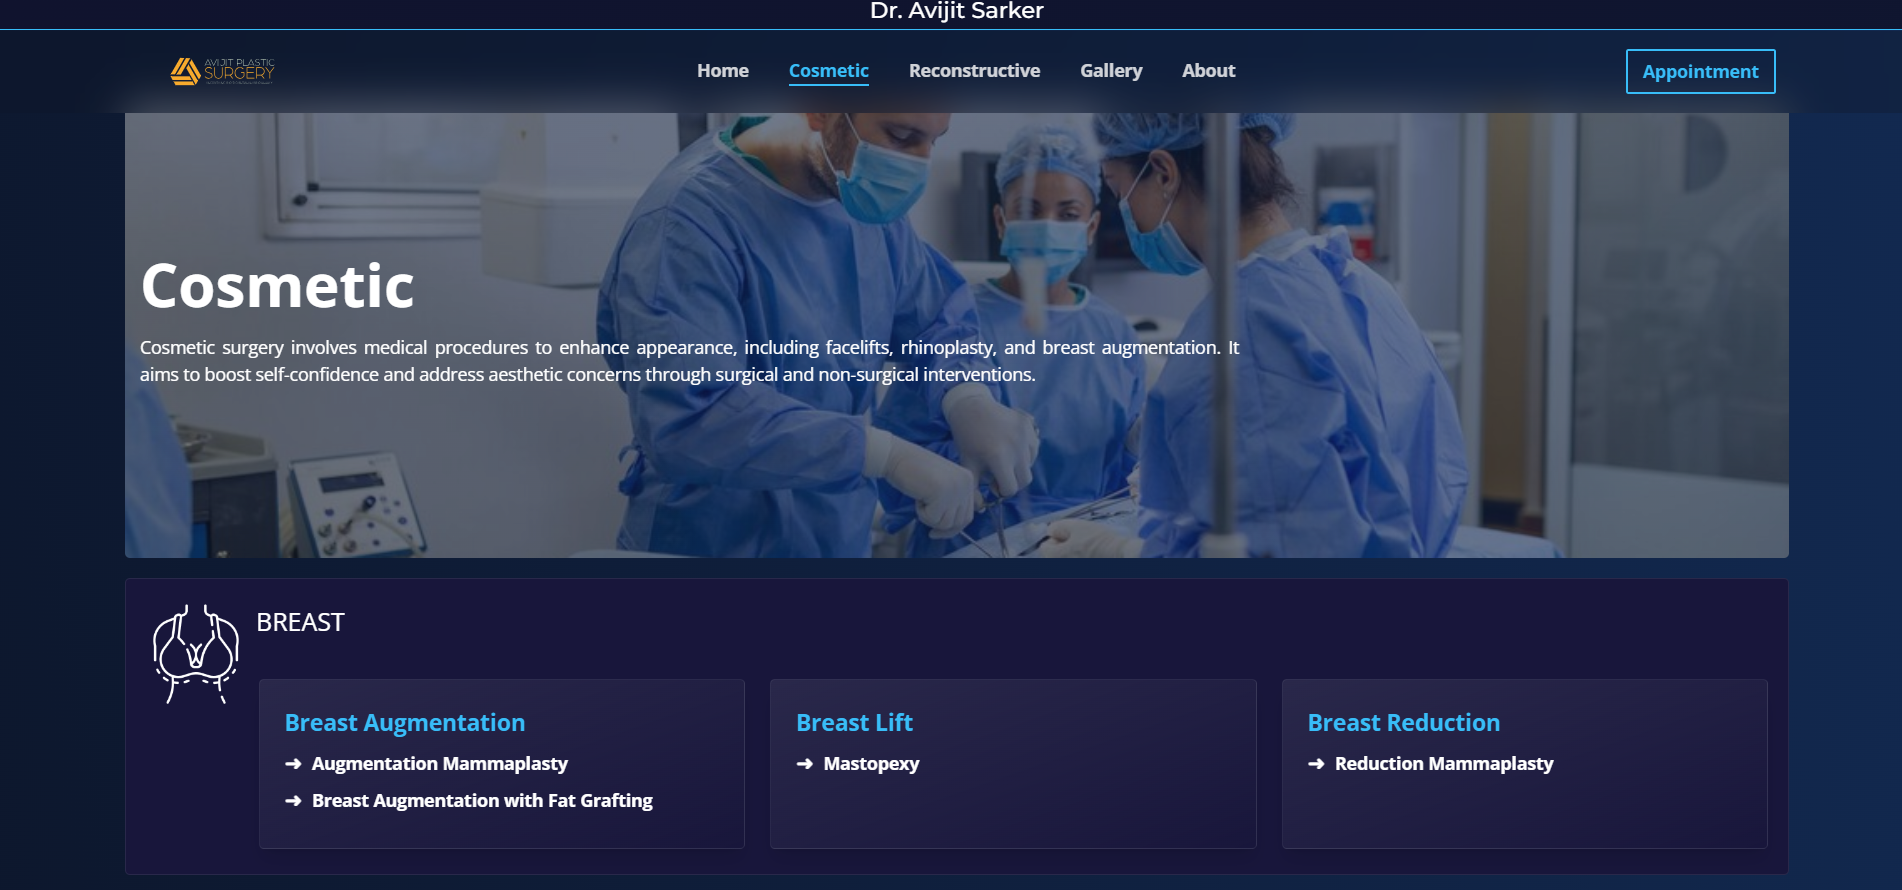 Dr. Avijit Sarker
AVIJIT PLASTIC
SURGERY
Home
Cosmetic
Reconstructive
Gallery
About
Appointment
Cosmetic
Cosmetic surgery involves medical procedures to enhance appearance, including facelifts, rhinoplasty, and breast augmentation. It
aims to boost self-confidence and address aesthetic concerns through surgical and non-surgical interventions.
BREAST
Breast Augmentation
➜ Augmentation Mammaplasty
➜ Breast Augmentation with Fat Grafting
Breast Lift
➜ Mastopexy
Breast Reduction
➜ Reduction Mammaplasty